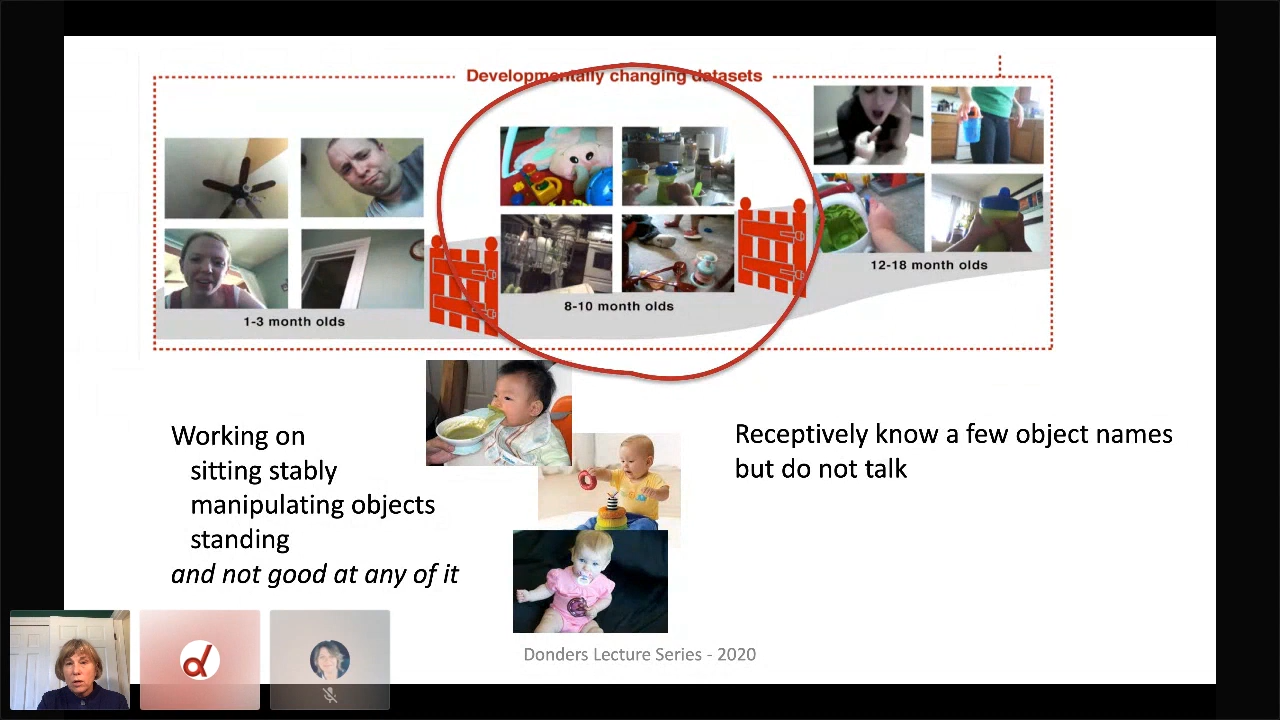 Developmentally changing datasets
1-3 month olds
8-10 month olds
12-18 month olds
Working on
sitting stably
manipulating objects
standing
and not good at any of it
Receptively know a few object names
but do not talk
Donders Lecture Series - 2020